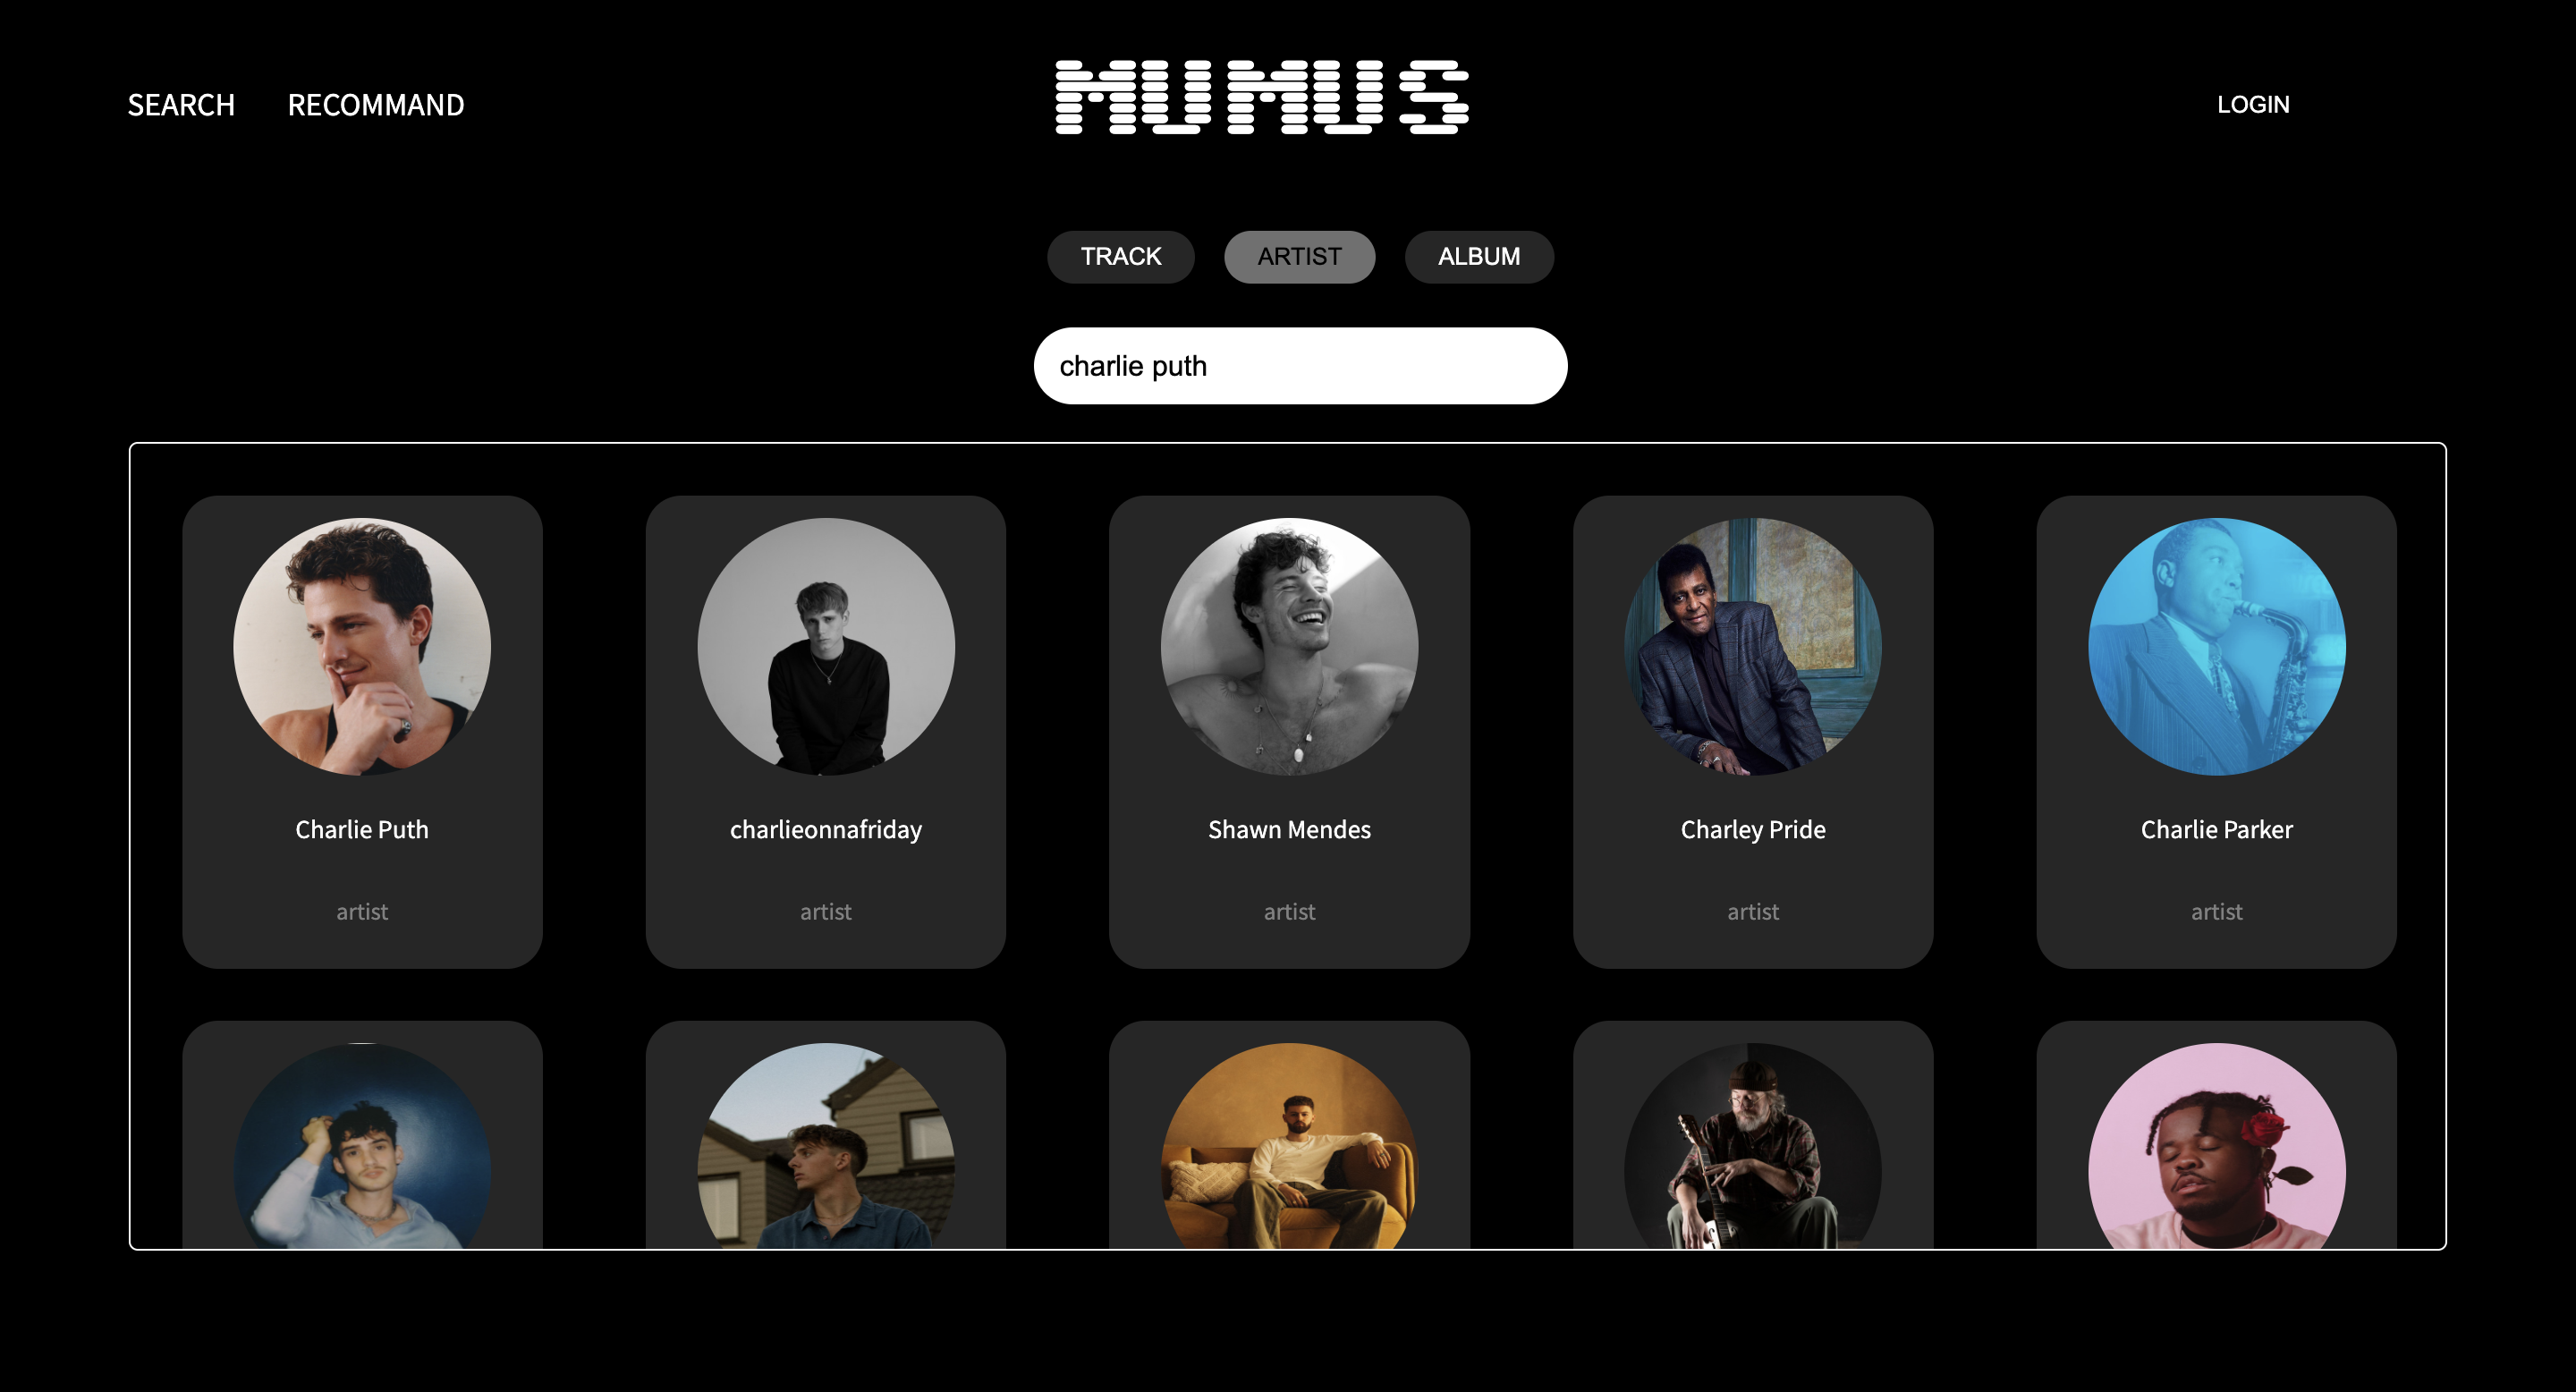 SEARCH RECOMMAND MUMUS LOGIN
TRACK ARTIST ALBUM
charlie puth
Charlie Puth charlieonnafriday Shawn Mendes Charley Pride Charlie Parker
artist artist artist artist artist